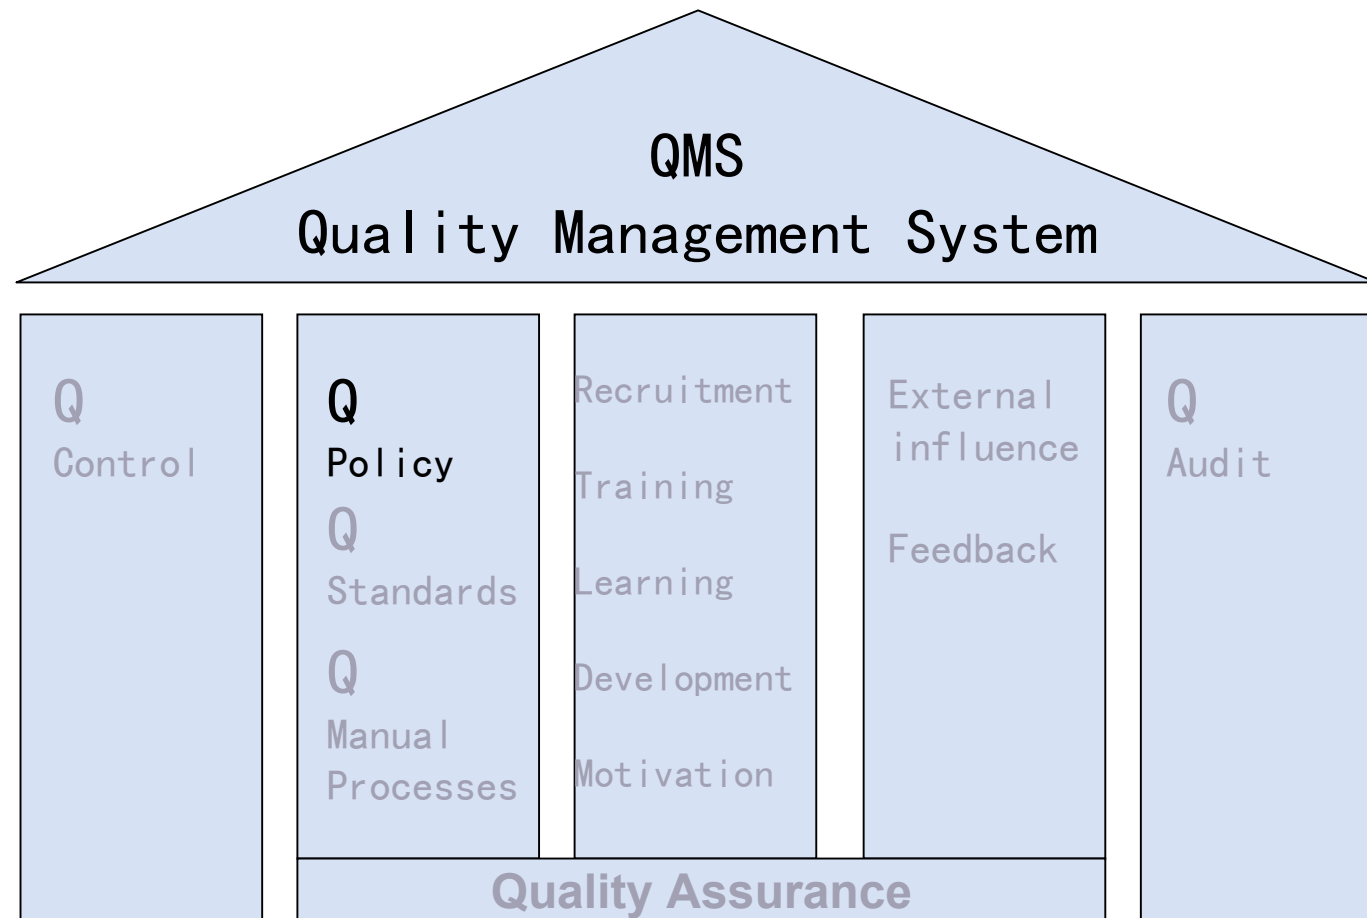 QMS
Quality Management System
Q
Control
Q
Policy
Q
Standards
Q
Manual
Processes
Recruitment
Training
Learning
Development
Motivation
External
influence
Feedback
Q
Audit
Quality Assurance